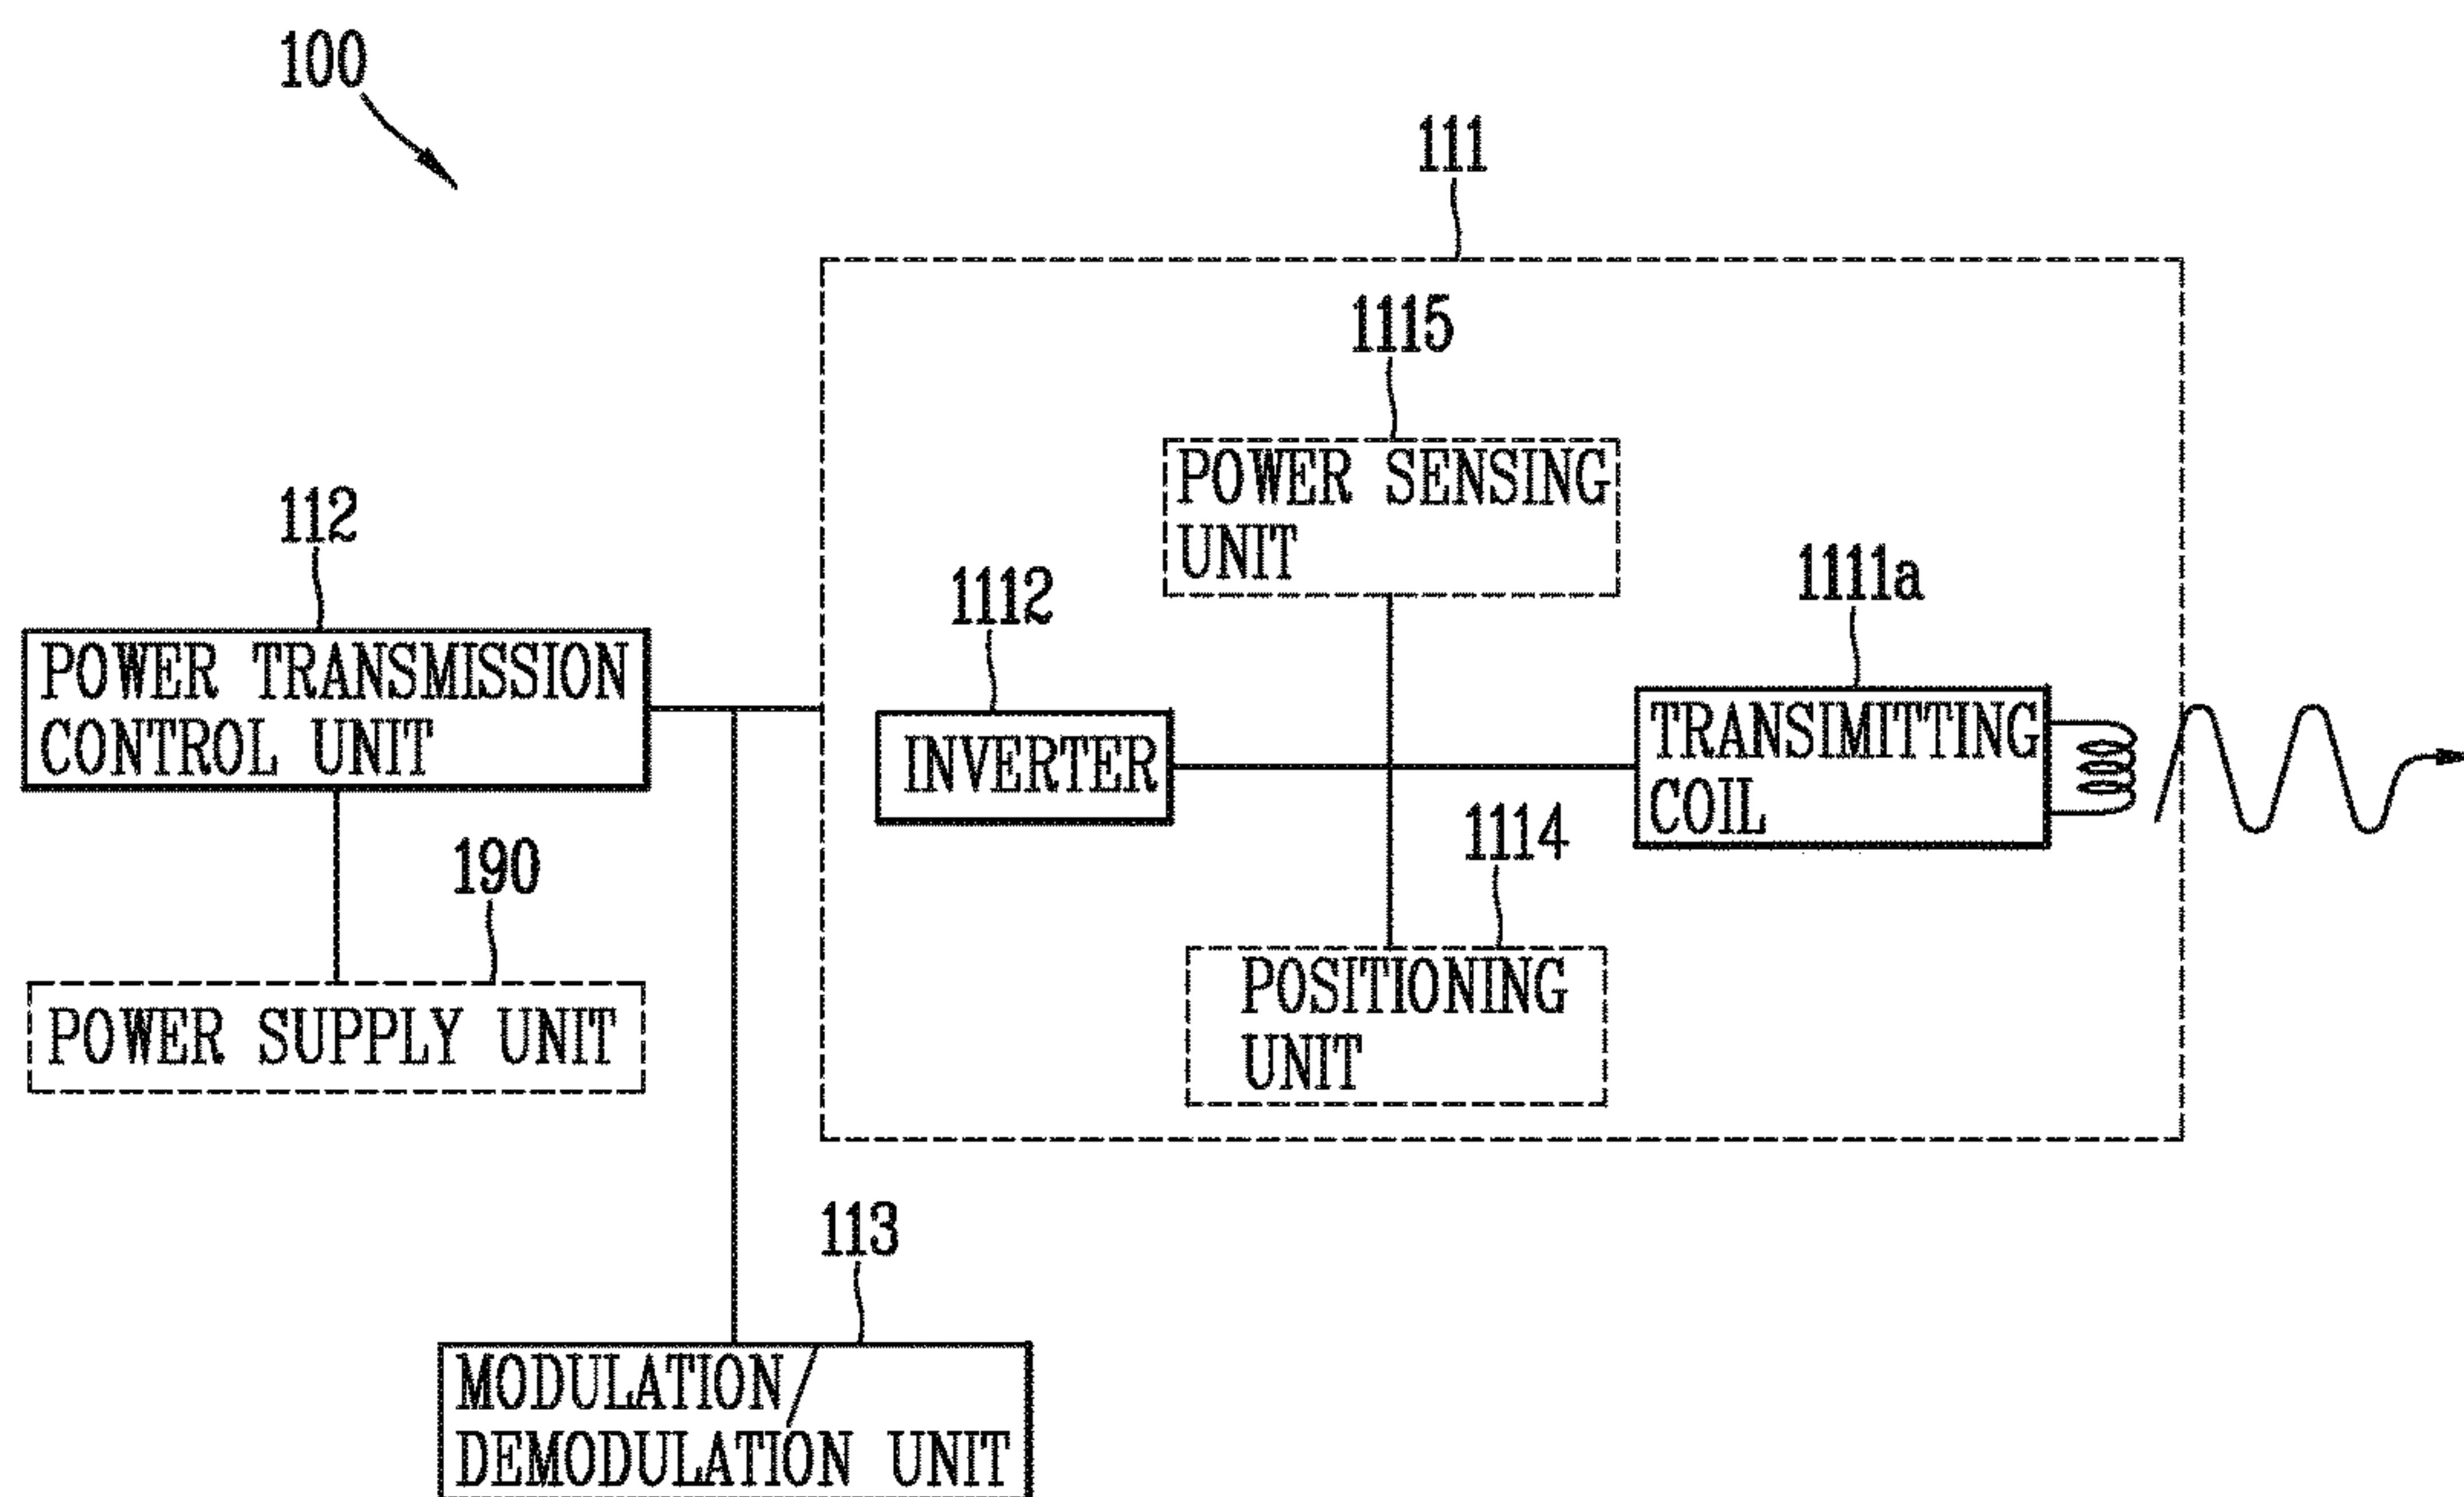 100
111
1115
POWER SENSING
UNIT
112
POWER TRANSMISSION
CONTROL UNIT
1112
INVERTER
1111a
TRANSIMITTING
COIL
190
POWER SUPPLY UNIT
1114
POSITIONING
UNIT
113
MODULATION/
DEMODULATION UNIT